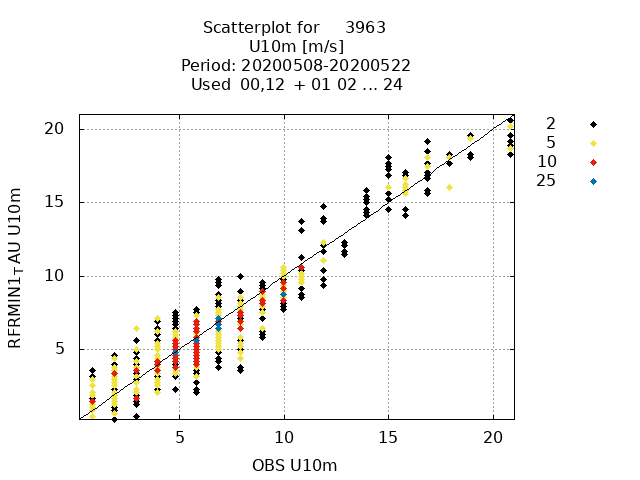 Scatterplot for 3963
U10m [m/s]
Period: 20200508-20200522
Used 00,12 + 01 02 ... 24
2
5
10
25
20
15
10
5
RFRMIN1T AU U10m
5 10 15 20
OBS U10m